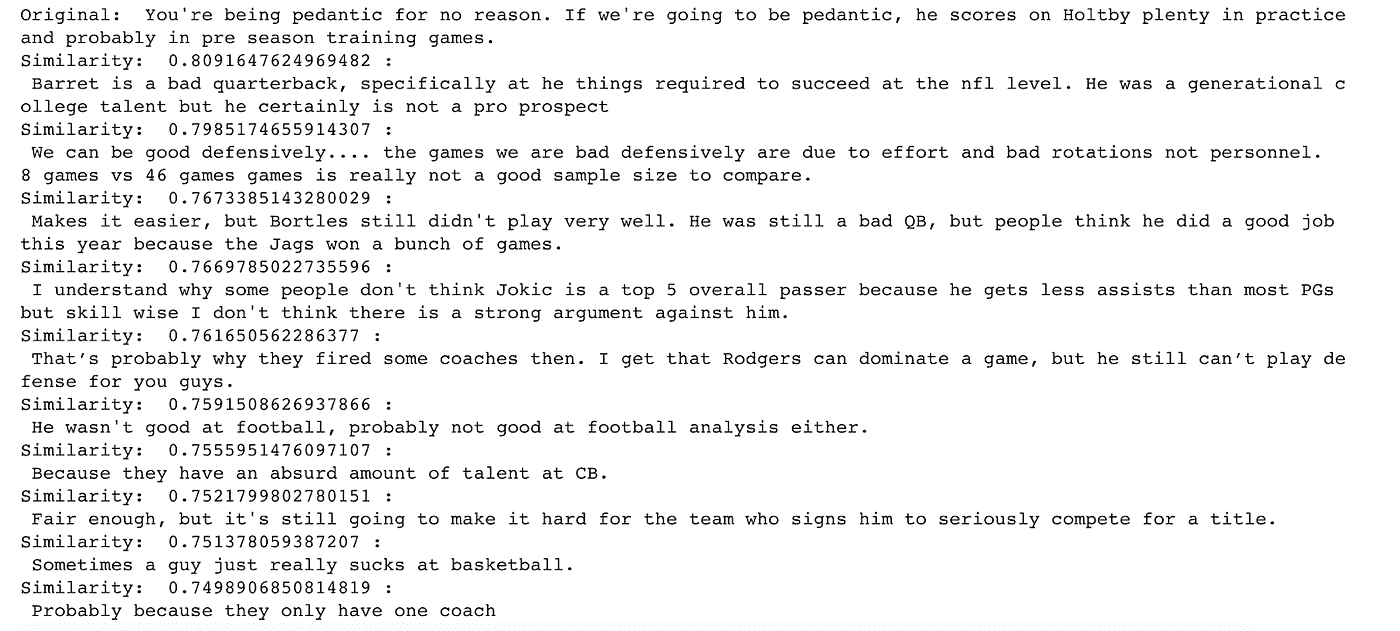 Original:  You're being pedantic for no reason. If we're going to be pedantic, he scores on Holtby plenty in practice
and probably in pre season training games.
Similarity:  0.8091647624969482 :
 Barret is a bad quarterback, specifically at he things required to succeed at the nfl level. He was a generational c
ollege talent but he certainly is not a pro prospect
Similarity:  0.7985174655914307 :
 We can be good defensively.... the games we are bad defensively are due to effort and bad rotations not personnel.
8 games vs 46 games games is really not a good sample size to compare.
Similarity:  0.7673385143280029 :
 Makes it easier, but Bortles still didn't play very well. He was still a bad QB, but people think he did a good job
this year because the Jags won a bunch of games.
Similarity:  0.7669785022735596 :
 I understand why some people don't think Jokic is a top 5 overall passer because he gets less assists than most PGs
but skill wise I don't think there is a strong argument against him.
Similarity:  0.761650562286377 :
 That’s probably why they fired some coaches then. I get that Rodgers can dominate a game, but he still can’t play de
fense for you guys.
Similarity:  0.7591508626937866 :
 He wasn't good at football, probably not good at football analysis either.
Similarity:  0.7555951476097107 :
 Because they have an absurd amount of talent at CB.
Similarity:  0.7521799802780151 :
 Fair enough, but it's still going to make it hard for the team who signs him to seriously compete for a title.
Similarity:  0.751378059387207 :
 Sometimes a guy just really sucks at basketball.
Similarity:  0.7498906850814819 :
 Probably because they only have one coach